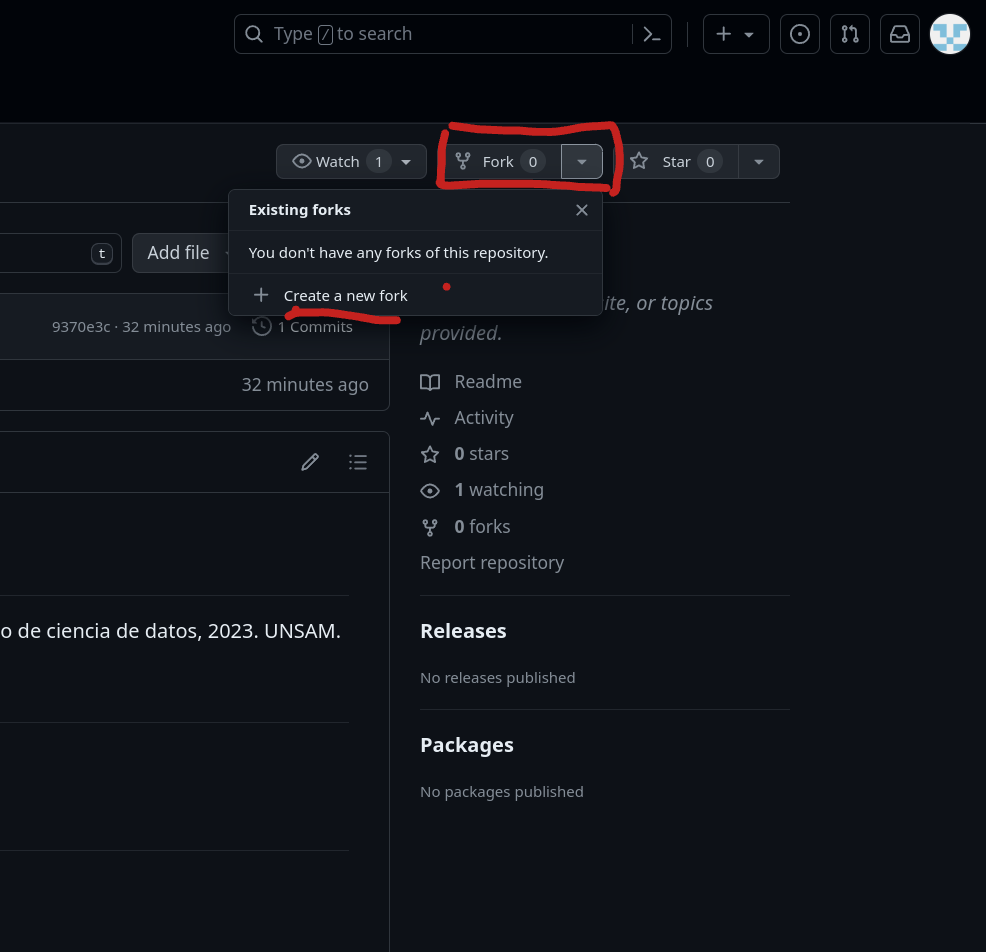 Type / to search
Watch 1
Fork 0
Star 0
Existing forks
You don't have any forks of this repository.
Create a new fork
t
Add file
ite, or topics
provided.
9370e3c · 32 minutes ago
1 Commits
32 minutes ago
Readme
Activity
0 stars
1 watching
0 forks
Report repository
o de ciencia de datos, 2023. UNSAM.
Releases
No releases published
Packages
No packages published